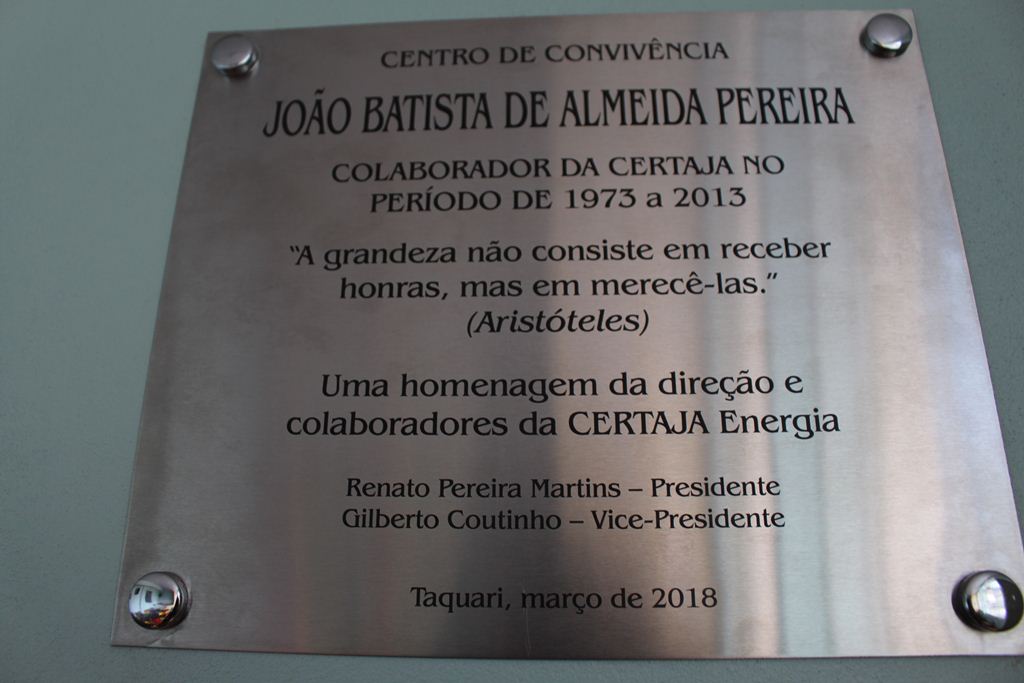 CENTRO DE CONVIVÊNCIA
JOÃO BATISTA DE ALMEIDA PEREIRA
COLABORADOR DA CERTAJA NO
PERÍODO DE 1973 a 2013
“A grandeza não consiste em receber
honras, mas em merecê-las.”
(Aristóteles)
Uma homenagem da direção e
colaboradores da CERTAJA Energia
Renato Pereira Martins – Presidente
Gilberto Coutinho – Vice-Presidente
Taquari, março de 2018